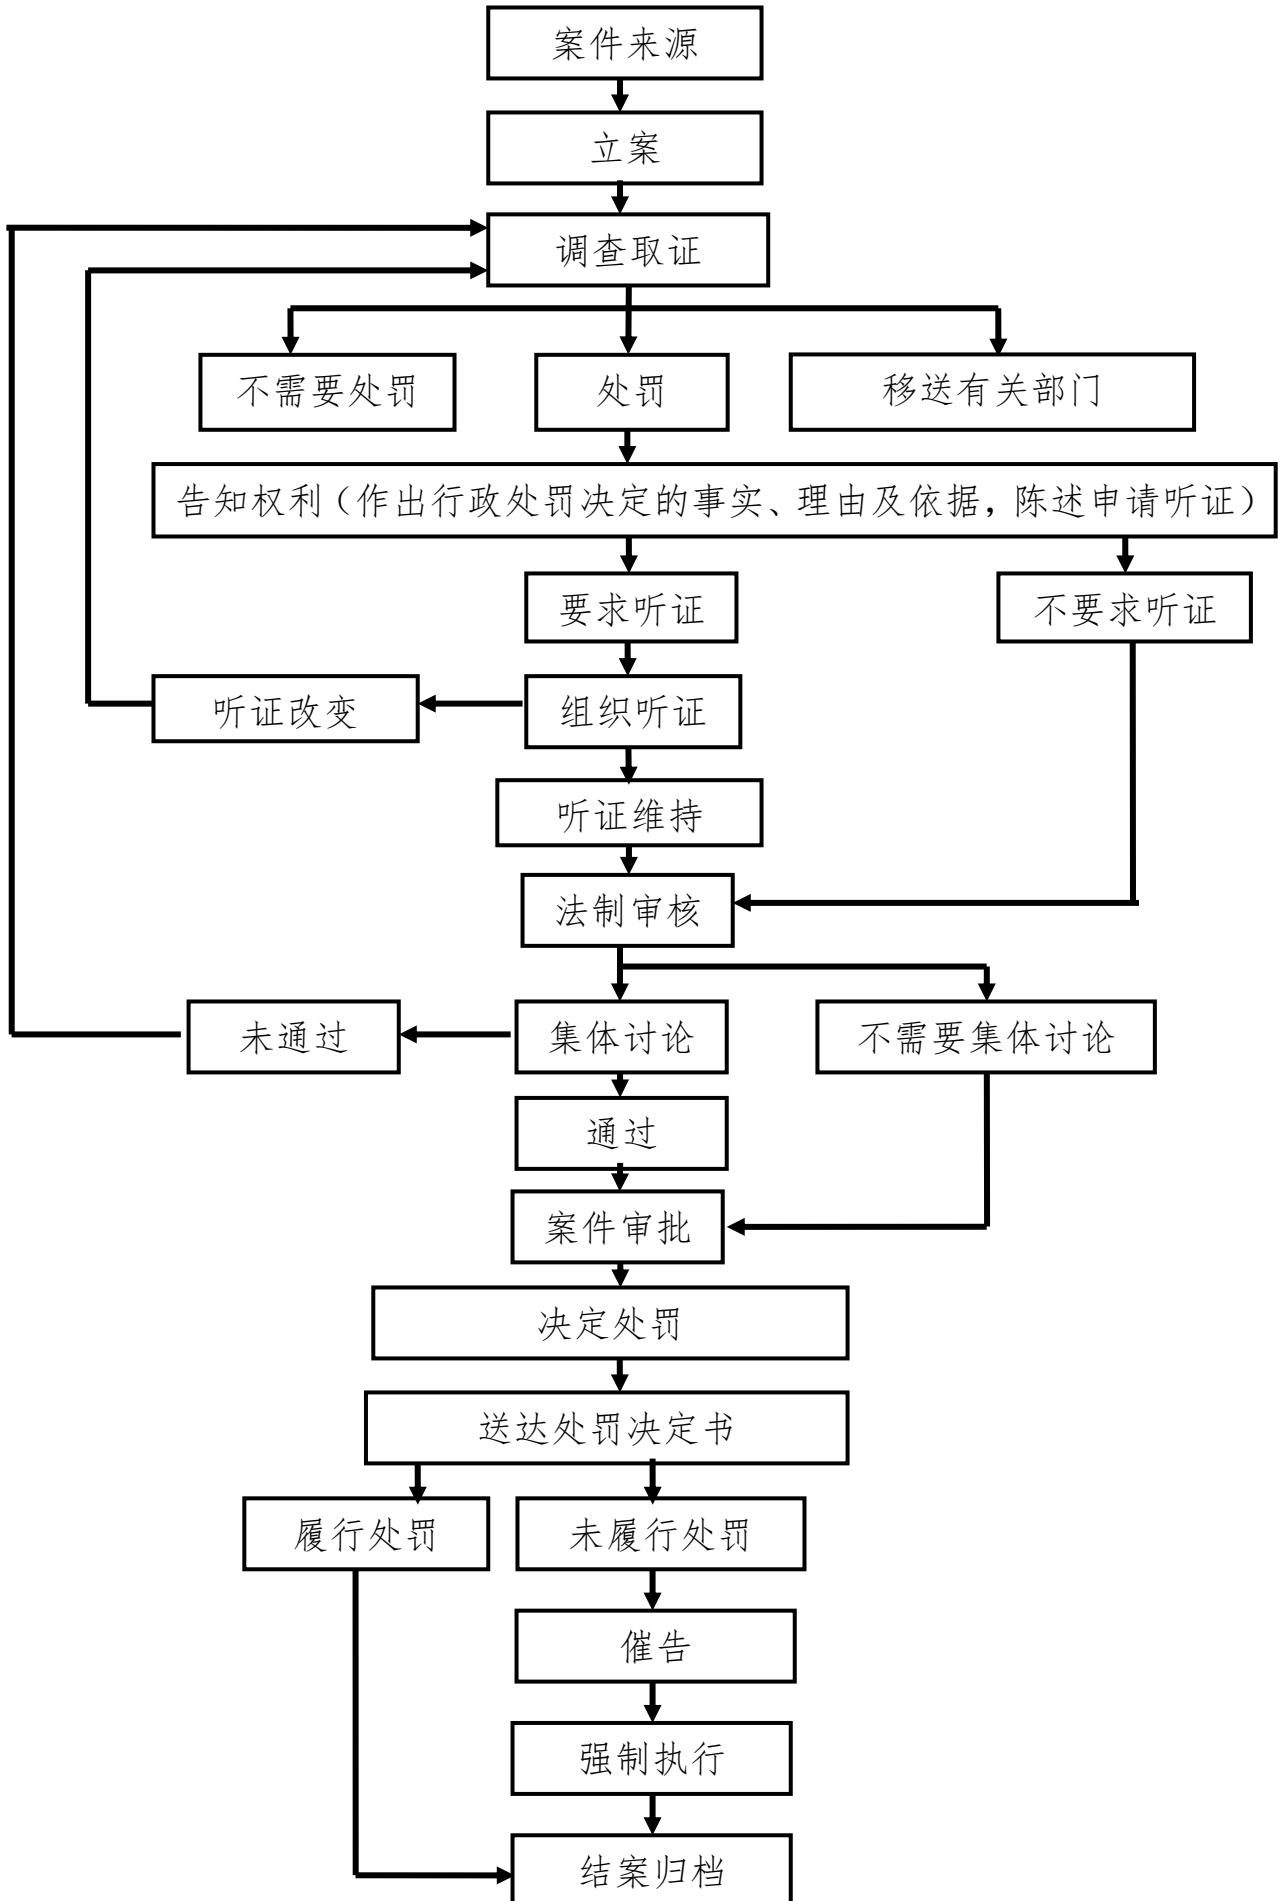 案件来源
立案
调查取证
不需要处罚
处罚
移送有关部门
告知权利（作出行政处罚决定的事实、理由及依据，陈述申请听证）
要求听证
不要求听证
听证改变
组织听证
听证维持
法制审核
未通过
集体讨论
不需要集体讨论
通过
案件审批
决定处罚
送达处罚决定书
履行处罚
未履行处罚
催告
强制执行
结案归档